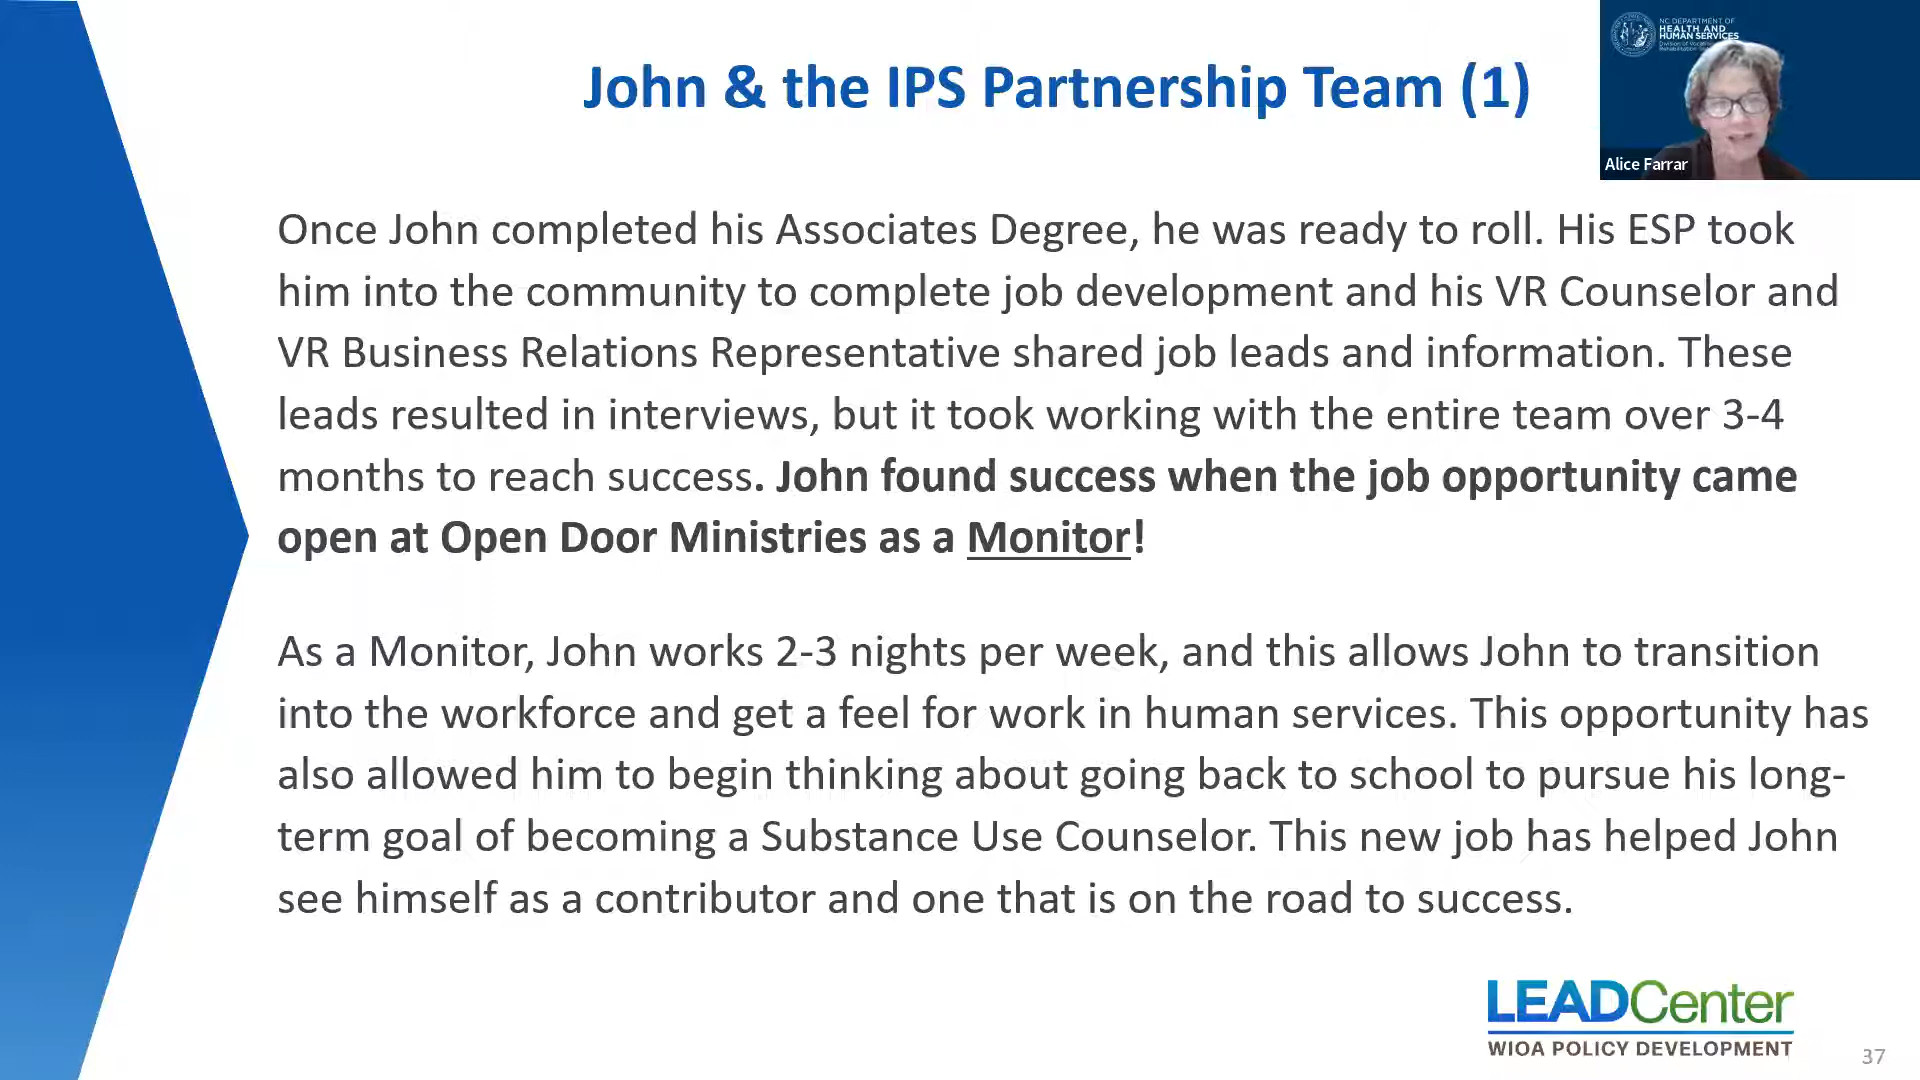 John & the IPS Partnership Team (1)
NC DEPARTMENT OF
HEALTH AND
HUMAN SERVICES
Alice Farrar
Once John completed his Associates Degree, he was ready to roll. His ESP took
him into the community to complete job development and his VR Counselor and
VR Business Relations Representative shared job leads and information. These
leads resulted in interviews, but it took working with the entire team over 3-4
months to reach success. John found success when the job opportunity came
open at Open Door Ministries as a Monitor!
As a Monitor, John works 2-3 nights per week, and this allows John to transition
into the workforce and get a feel for work in human services. This opportunity has
also allowed him to begin thinking about going back to school to pursue his long-
term goal of becoming a Substance Use Counselor. This new job has helped John
see himself as a contributor and one that is on the road to success.
LEADCenter
WIOA POLICY DEVELOPMENT
37